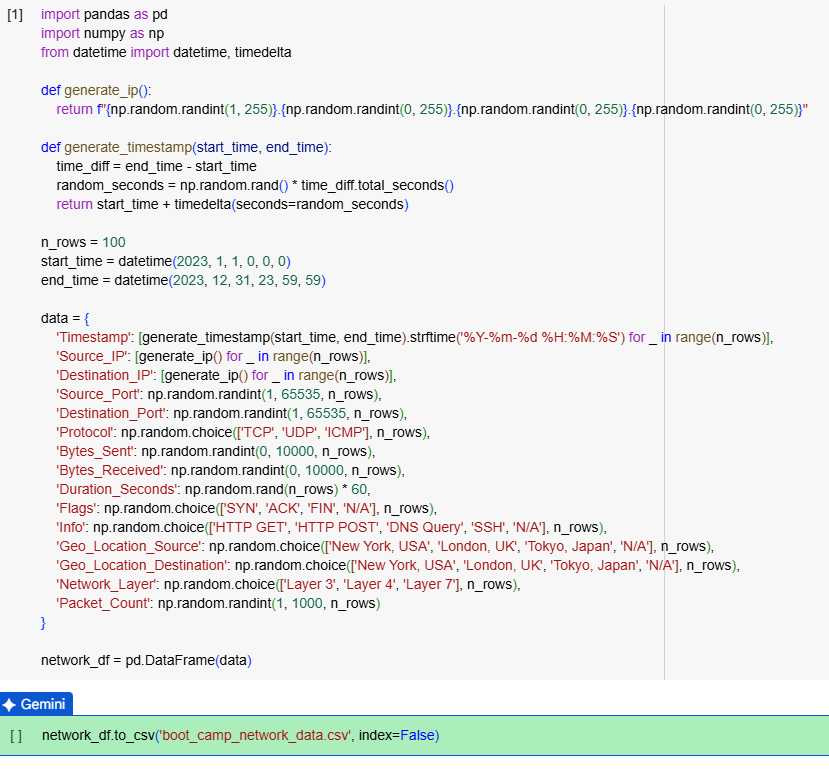 [1] import pandas as pd
import numpy as np
from datetime import datetime, timedelta

def generate_ip():
    return f"{np.random.randint(1, 255)}.{np.random.randint(0, 255)}.{np.random.randint(0, 255)}.{np.random.randint(0, 255)}"

def generate_timestamp(start_time, end_time):
    time_diff = end_time - start_time
    random_seconds = np.random.rand() * time_diff.total_seconds()
    return start_time + timedelta(seconds=random_seconds)

n_rows = 100
start_time = datetime(2023, 1, 1, 0, 0, 0)
end_time = datetime(2023, 12, 31, 23, 59, 59)

data = {
    'Timestamp': [generate_timestamp(start_time, end_time).strftime('%Y-%m-%d %H:%M:%S') for _ in range(n_rows)],
    'Source_IP': [generate_ip() for _ in range(n_rows)],
    'Destination_IP': [generate_ip() for _ in range(n_rows)],
    'Source_Port': np.random.randint(1, 65535, n_rows),
    'Destination_Port': np.random.randint(1, 65535, n_rows),
    'Protocol': np.random.choice(['TCP', 'UDP', 'ICMP'], n_rows),
    'Bytes_Sent': np.random.randint(0, 10000, n_rows),
    'Bytes_Received': np.random.randint(0, 10000, n_rows),
    'Duration_Seconds': np.random.rand(n_rows) * 60,
    'Flags': np.random.choice(['SYN', 'ACK', 'FIN', 'N/A'], n_rows),
    'Info': np.random.choice(['HTTP GET', 'HTTP POST', 'DNS Query', 'SSH', 'N/A'], n_rows),
    'Geo_Location_Source': np.random.choice(['New York, USA', 'London, UK', 'Tokyo, Japan', 'N/A'], n_rows),
    'Geo_Location_Destination': np.random.choice(['New York, USA', 'London, UK', 'Tokyo, Japan', 'N/A'], n_rows),
    'Network_Layer': np.random.choice(['Layer 3', 'Layer 4', 'Layer 7'], n_rows),
    'Packet_Count': np.random.randint(1, 1000, n_rows)
}

network_df = pd.DataFrame(data)
Gemini
[ ] network_df.to_csv('boot_camp_network_data.csv', index=False)